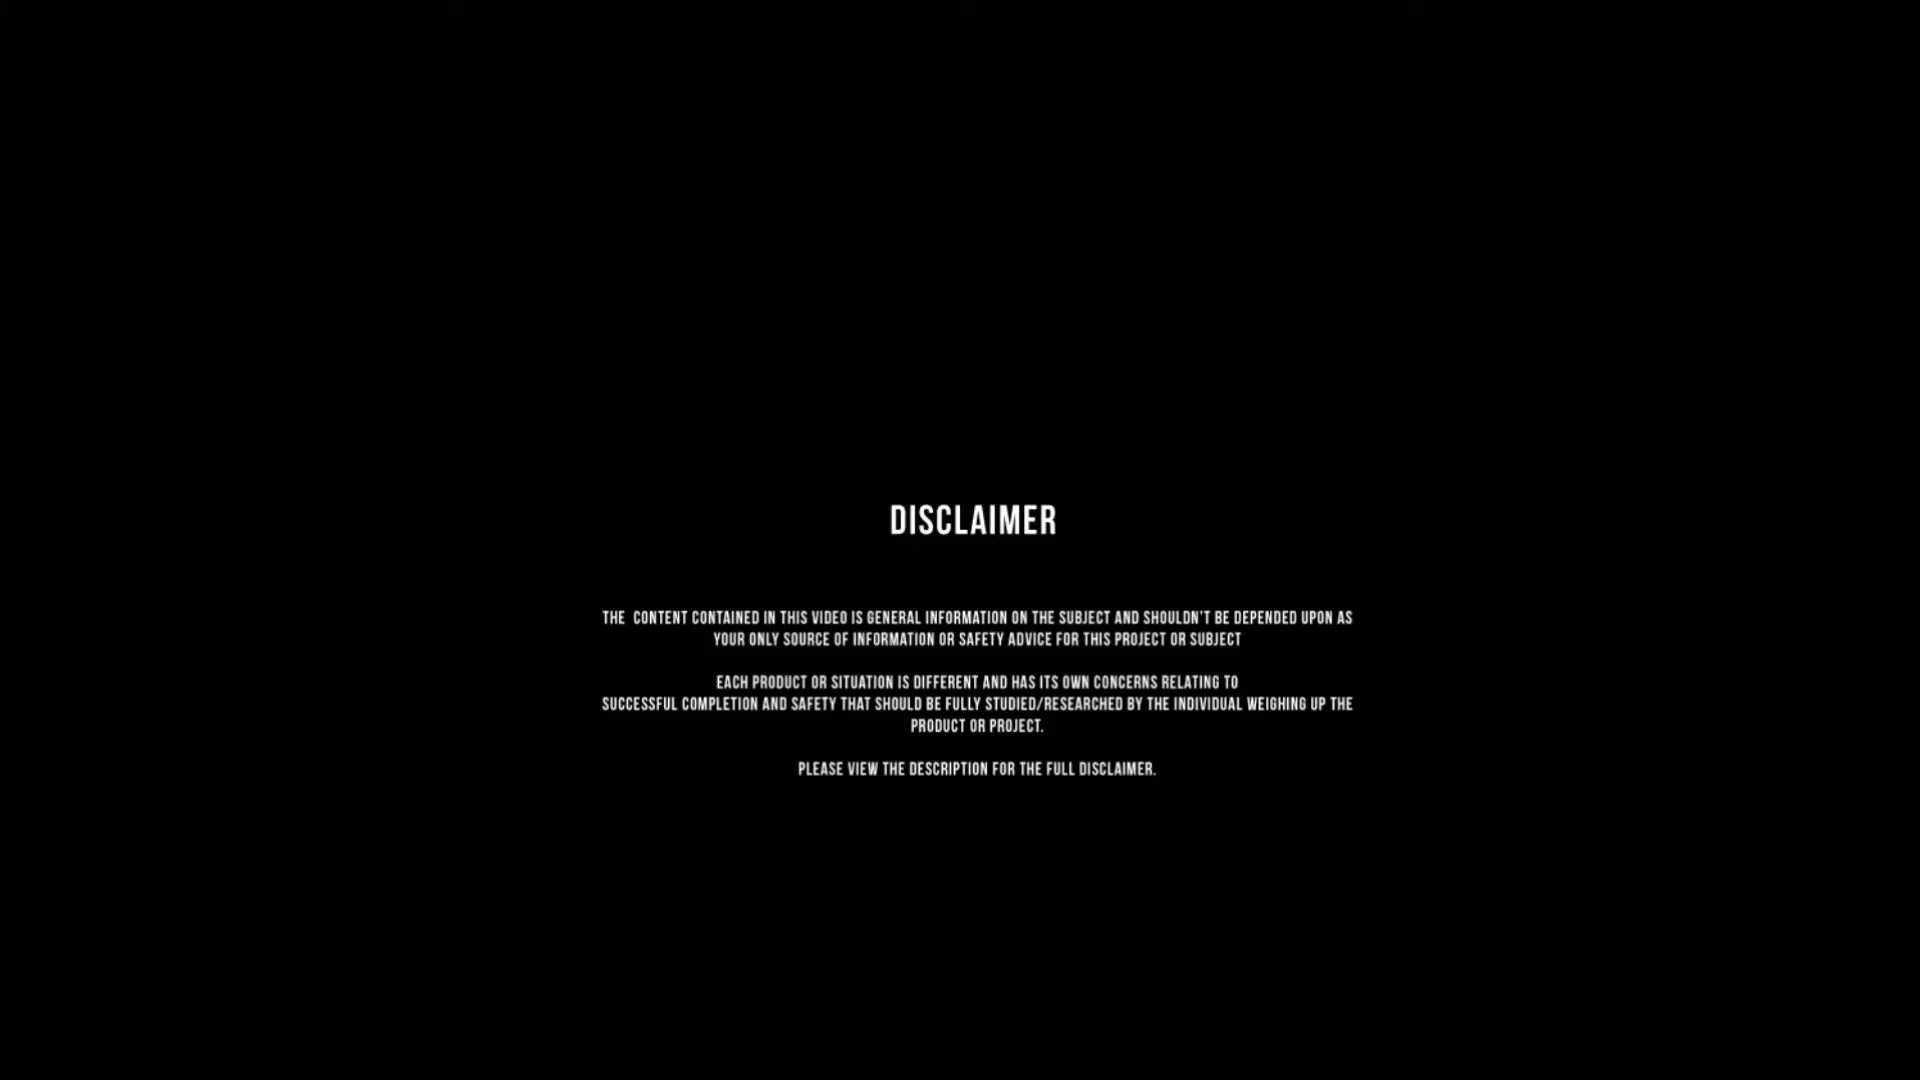 DISCLAIMER
THE CONTENT CONTAINED IN THIS VIDEO IS GENERAL INFORMATION ON THE SUBJECT AND SHOULDN'T BE DEPENDED UPON AS
YOUR ONLY SOURCE OF INFORMATION OR SAFETY ADVICE FOR THIS PROJECT OR SUBJECT
EACH PRODUCT OR SITUATION IS DIFFERENT AND HAS ITS OWN CONCERNS RELATING TO
SUCCESSFUL COMPLETION AND SAFETY THAT SHOULD BE FULLY STUDIED/RESEARCHED BY THE INDIVIDUAL WEIGHING UP THE
PRODUCT OR PROJECT.
PLEASE VIEW THE DESCRIPTION FOR THE FULL DISCLAIMER.